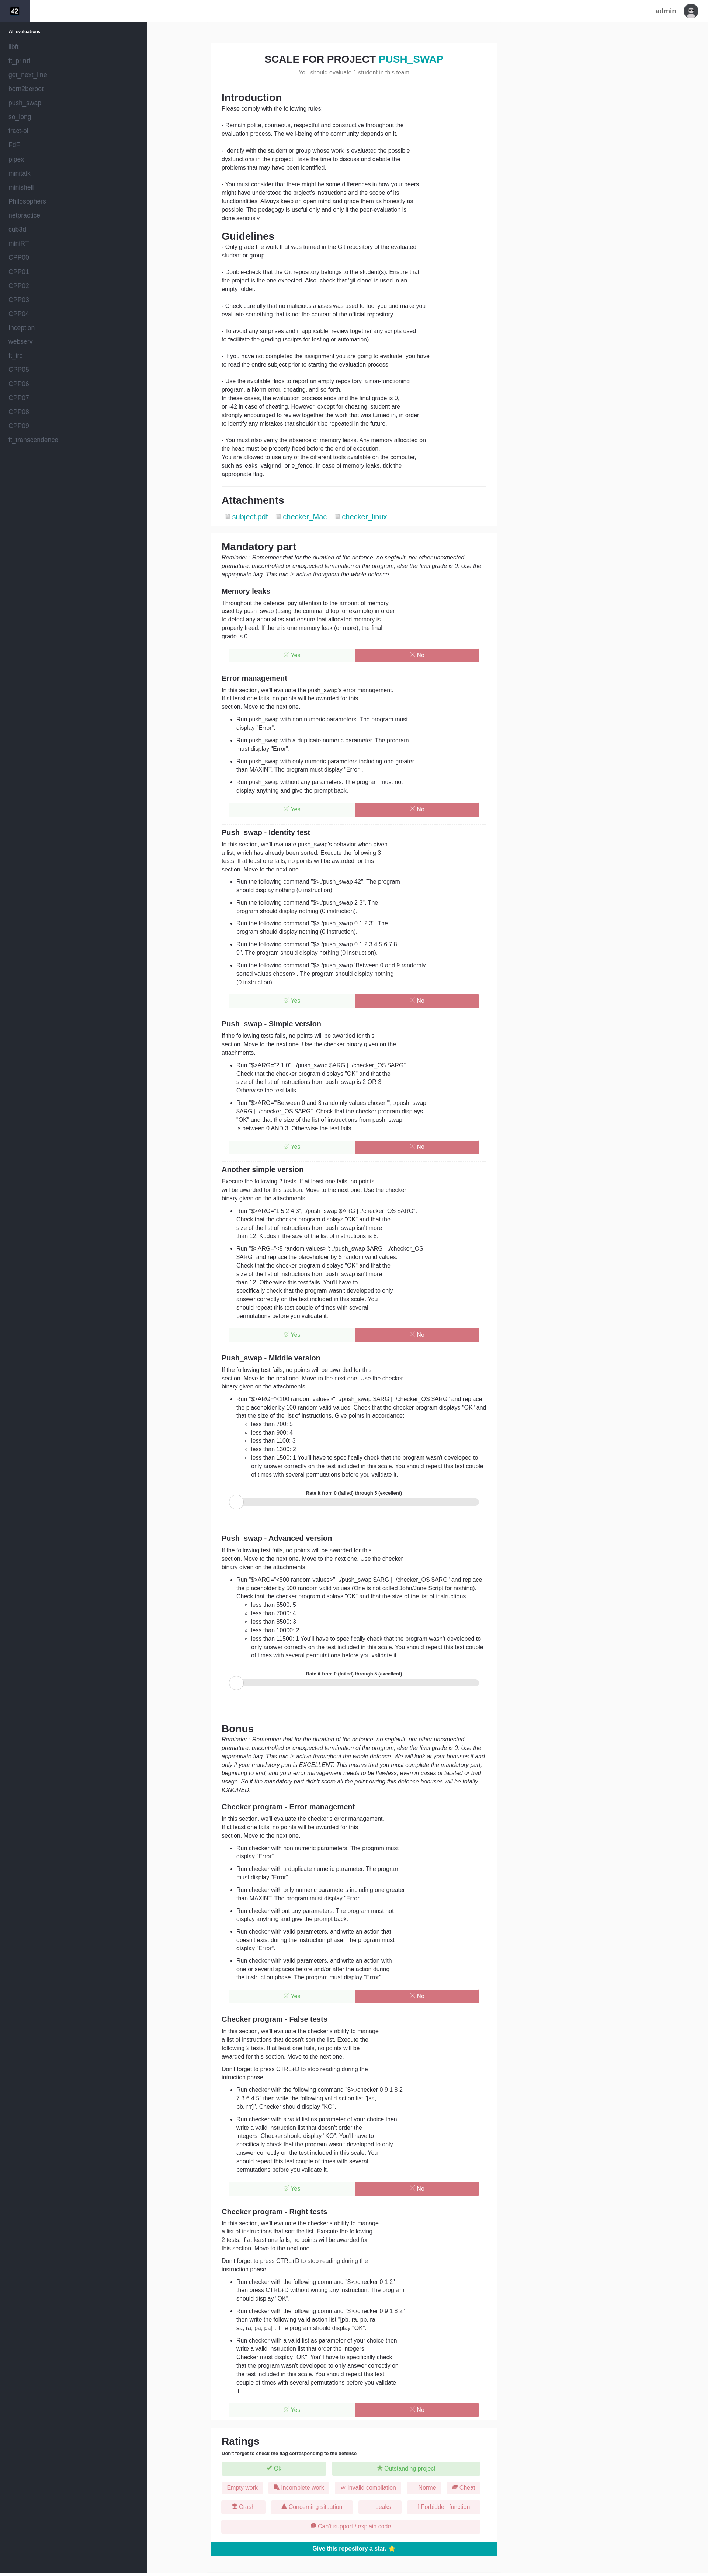 42
admin
All evaluations
libft
ft_printf
get_next_line
born2beroot
push_swap
so_long
fract-ol
FdF
pipex
minitalk
minishell
Philosophers
netpractice
cub3d
miniRT
CPP00
CPP01
CPP02
CPP03
CPP04
Inception
webserv
ft_irc
CPP05
CPP06
CPP07
CPP08
CPP09
ft_transcendence
SCALE FOR PROJECT PUSH_SWAP
You should evaluate 1 student in this team
Introduction
Please comply with the following rules:
- Remain polite, courteous, respectful and constructive throughout the
evaluation process. The well-being of the community depends on it.
- Identify with the student or group whose work is evaluated the possible
dysfunctions in their project. Take the time to discuss and debate the
problems that may have been identified.
- You must consider that there might be some differences in how your peers
might have understood the project's instructions and the scope of its
functionalities. Always keep an open mind and grade them as honestly as
possible. The pedagogy is useful only and only if the peer-evaluation is
done seriously.
Guidelines
- Only grade the work that was turned in the Git repository of the evaluated
student or group.
- Double-check that the Git repository belongs to the student(s). Ensure that
the project is the one expected. Also, check that 'git clone' is used in an
empty folder.
- Check carefully that no malicious aliases was used to fool you and make you
evaluate something that is not the content of the official repository.
- To avoid any surprises and if applicable, review together any scripts used
to facilitate the grading (scripts for testing or automation).
- If you have not completed the assignment you are going to evaluate, you have
to read the entire subject prior to starting the evaluation process.
- Use the available flags to report an empty repository, a non-functioning
program, a Norm error, cheating, and so forth.
In these cases, the evaluation process ends and the final grade is 0,
or -42 in case of cheating. However, except for cheating, student are
strongly encouraged to review together the work that was turned in, in order
to identify any mistakes that shouldn't be repeated in the future.
- You must also verify the absence of memory leaks. Any memory allocated on
the heap must be properly freed before the end of execution.
You are allowed to use any of the different tools available on the computer,
such as leaks, valgrind, or e_fence. In case of memory leaks, tick the
appropriate flag.
Attachments
subject.pdf checker_Mac checker_linux
Mandatory part
Reminder : Remember that for the duration of the defence, no segfault, nor other unexpected,
premature, uncontrolled or unexpected termination of the program, else the final grade is 0. Use the
appropriate flag. This rule is active throughout the whole defence.
Memory leaks
Throughout the defence, pay attention to the amount of memory
used by push_swap (using the command top for example) in order
to detect any anomalies and ensure that allocated memory is
properly freed. If there is one memory leak (or more), the final
grade is 0.
Yes No
Error management
In this section, we'll evaluate the push_swap's error management.
If at least one fails, no points will be awarded for this
section. Move to the next one.
• Run push_swap with non numeric parameters. The program must
display "Error".
• Run push_swap with a duplicate numeric parameter. The program
must display "Error".
• Run push_swap with only numeric parameters including one greater
than MAXINT. The program must display "Error".
• Run push_swap without any parameters. The program must not
display anything and give the prompt back.
Yes No
Push_swap - Identity test
In this section, we'll evaluate push_swap's behavior when given
a list, which has already been sorted. Execute the following 3
tests. If at least one fails, no points will be awarded for this
section. Move to the next one.
• Run the following command "$>./push_swap 42". The program
should display nothing (0 instruction).
• Run the following command "$>./push_swap 2 3". The
program should display nothing (0 instruction).
• Run the following command "$>./push_swap 0 1 2 3". The
program should display nothing (0 instruction).
• Run the following command "$>./push_swap 0 1 2 3 4 5 6 7 8
9". The program should display nothing (0 instruction).
• Run the following command "$>./push_swap 'Between 0 and 9 randomly
sorted values chosen>'. The program should display nothing
(0 instruction).
Yes No
Push_swap - Simple version
If the following tests fails, no points will be awarded for this
section. Move to the next one. Use the checker binary given on the
attachments.
• Run "$>ARG="2 1 0"; ./push_swap $ARG | ./checker_OS $ARG".
Check that the checker program displays "OK" and that the
size of the list of instructions from push_swap is 2 OR 3.
Otherwise the test fails.
• Run "$>ARG="'Between 0 and 3 randomly values chosen'"; ./push_swap
$ARG | ./checker_OS $ARG". Check that the checker program displays
"OK" and that the size of the list of instructions from push_swap
is between 0 AND 3. Otherwise the test fails.
Yes No
Another simple version
Execute the following 2 tests. If at least one fails, no points
will be awarded for this section. Move to the next one. Use the checker
binary given on the attachments.
• Run "$>ARG="1 5 2 4 3"; ./push_swap $ARG | ./checker_OS $ARG".
Check that the checker program displays "OK" and that the
size of the list of instructions from push_swap isn't more
than 12. Kudos if the size of the list of instructions is 8.
• Run "$>ARG="<5 random values>"; ./push_swap $ARG | ./checker_OS
$ARG" and replace the placeholder by 5 random valid values.
Check that the checker program displays "OK" and that the
size of the list of instructions from push_swap isn't more
than 12. Otherwise this test fails. You'll have to
specifically check that the program wasn't developed to only
answer correctly on the test included in this scale. You
should repeat this test couple of times with several
permutations before you validate it.
Yes No
Push_swap - Middle version
If the following test fails, no points will be awarded for this
section. Move to the next one. Move to the next one. Use the checker
binary given on the attachments.
• Run "$>ARG="<100 random values>"; ./push_swap $ARG | ./checker_OS $ARG" and replace
the placeholder by 100 random valid values. Check that the checker program displays "OK" and
that the size of the list of instructions. Give points in accordance:
◦ less than 700: 5
◦ less than 900: 4
◦ less than 1100: 3
◦ less than 1300: 2
◦ less than 1500: 1 You'll have to specifically check that the program wasn't developed to
only answer correctly on the test included in this scale. You should repeat this test couple
of times with several permutations before you validate it.
Rate it from 0 (failed) through 5 (excellent)
Push_swap - Advanced version
If the following test fails, no points will be awarded for this
section. Move to the next one. Move to the next one. Use the checker
binary given on the attachments.
• Run "$>ARG="<500 random values>"; ./push_swap $ARG | ./checker_OS $ARG" and replace
the placeholder by 500 random valid values (One is not called John/Jane Script for nothing).
Check that the checker program displays "OK" and that the size of the list of instructions
◦ less than 5500: 5
◦ less than 7000: 4
◦ less than 8500: 3
◦ less than 10000: 2
◦ less than 11500: 1 You'll have to specifically check that the program wasn't developed to
only answer correctly on the test included in this scale. You should repeat this test couple
of times with several permutations before you validate it.
Rate it from 0 (failed) through 5 (excellent)
Bonus
Reminder : Remember that for the duration of the defence, no segfault, nor other unexpected,
premature, uncontrolled or unexpected termination of the program, else the final grade is 0. Use the
appropriate flag. This rule is active throughout the whole defence. We will look at your bonuses if and
only if your mandatory part is EXCELLENT. This means that you must complete the mandatory part,
beginning to end, and your error management needs to be flawless, even in cases of twisted or bad
usage. So if the mandatory part didn't score all the point during this defence bonuses will be totally
IGNORED.
Checker program - Error management
In this section, we'll evaluate the checker's error management.
If at least one fails, no points will be awarded for this
section. Move to the next one.
• Run checker with non numeric parameters. The program must
display "Error".
• Run checker with a duplicate numeric parameter. The program
must display "Error".
• Run checker with only numeric parameters including one greater
than MAXINT. The program must display "Error".
• Run checker without any parameters. The program must not
display anything and give the prompt back.
• Run checker with valid parameters, and write an action that
doesn't exist during the instruction phase. The program must
display "Error".
• Run checker with valid parameters, and write an action with
one or several spaces before and/or after the action during
the instruction phase. The program must display "Error".
Yes No
Checker program - False tests
In this section, we'll evaluate the checker's ability to manage
a list of instructions that doesn't sort the list. Execute the
following 2 tests. If at least one fails, no points will be
awarded for this section. Move to the next one.
Don't forget to press CTRL+D to stop reading during the
intruction phase.
• Run checker with the following command "$>./checker 0 9 1 8 2
7 3 6 4 5" then write the following valid action list "[sa,
pb, rrr]". Checker should display "KO".
• Run checker with a valid list as parameter of your choice then
write a valid instruction list that doesn't order the
integers. Checker should display "KO". You'll have to
specifically check that the program wasn't developed to only
answer correctly on the test included in this scale. You
should repeat this test couple of times with several
permutations before you validate it.
Yes No
Checker program - Right tests
In this section, we'll evaluate the checker's ability to manage
a list of instructions that sort the list. Execute the following
2 tests. If at least one fails, no points will be awarded for
this section. Move to the next one.
Don't forget to press CTRL+D to stop reading during the
instruction phase.
• Run checker with the following command "$>./checker 0 1 2"
then press CTRL+D without writing any instruction. The program
should display "OK".
• Run checker with the following command "$>./checker 0 9 1 8 2"
then write the following valid action list "[pb, ra, pb, ra,
sa, ra, pa, pa]". The program should display "OK".
• Run checker with a valid list as parameter of your choice then
write a valid instruction list that order the integers.
Checker must display "OK". You'll have to specifically check
that the program wasn't developed to only answer correctly on
the test included in this scale. You should repeat this test
couple of times with several permutations before you validate
it.
Yes No
Ratings
Don't forget to check the flag corresponding to the defense
Ok Outstanding project
Empty work Incomplete work Invalid compilation Norme Cheat
Crash Concerning situation Leaks Forbidden function
Can't support / explain code
Give this repository a star. ⭐